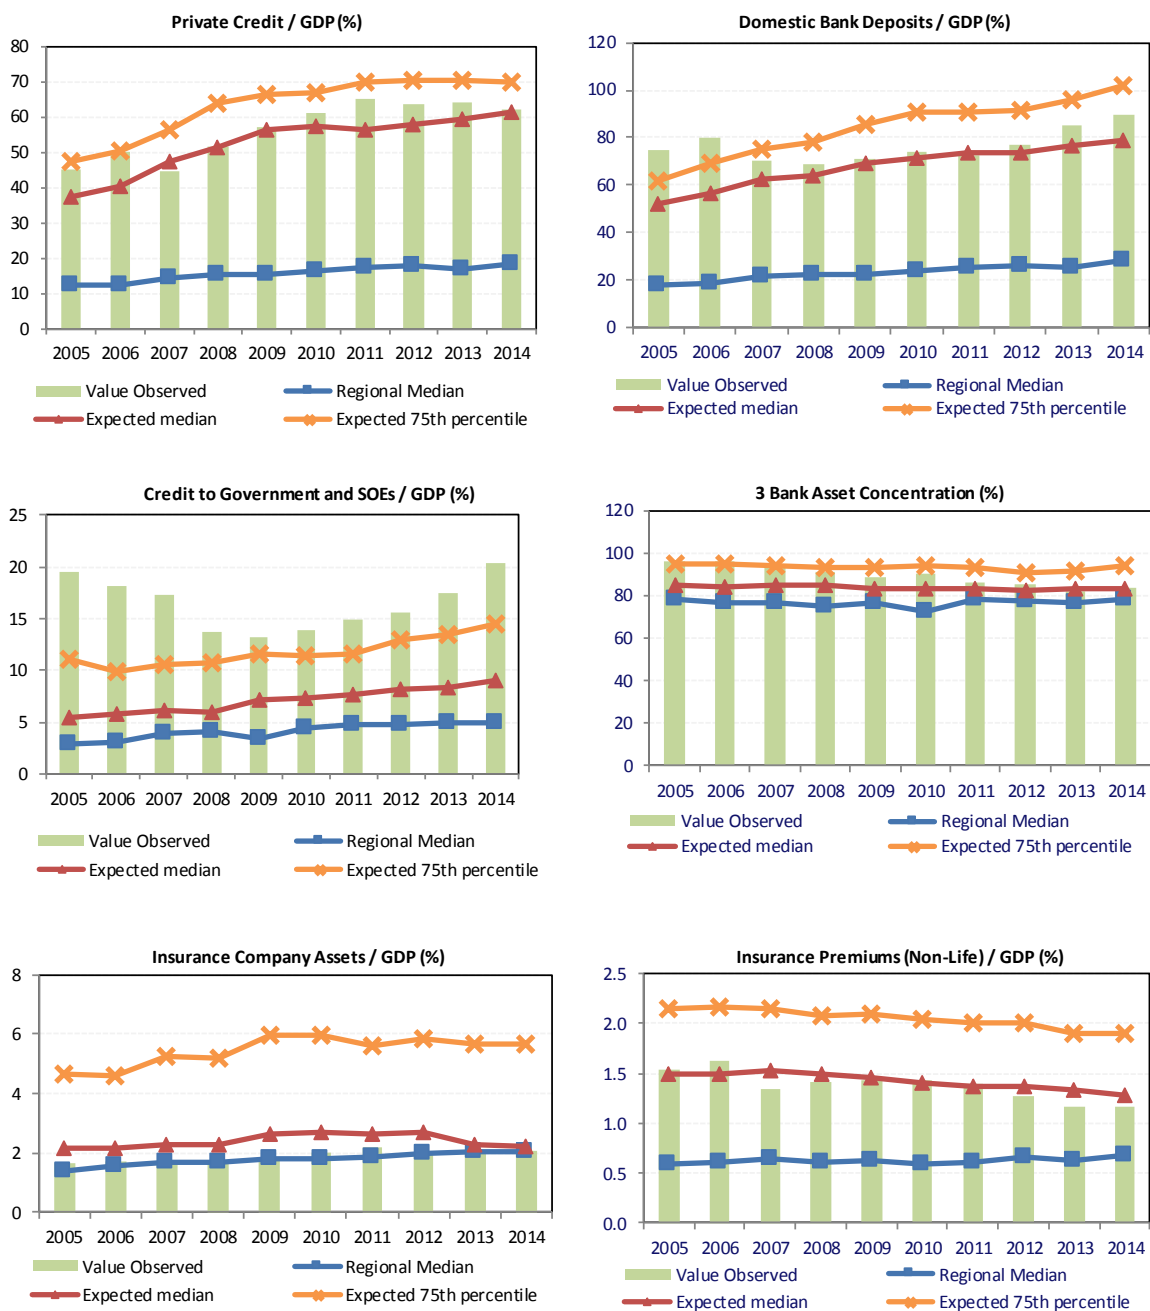 Private Credit / GDP (%)
80
70
60
50
40
30
20
10
0
2005 2006 2007 2008 2009 2010 2011 2012 2013 2014
Value Observed Regional Median
Expected median Expected 75th percentile
Domestic Bank Deposits / GDP (%)
120
100
80
60
40
20
0
2005 2006 2007 2008 2009 2010 2011 2012 2013 2014
Value Observed Regional Median
Expected median Expected 75th percentile
Credit to Government and SOEs / GDP (%)
25
20
15
10
5
0
2005 2006 2007 2008 2009 2010 2011 2012 2013 2014
Value Observed Regional Median
Expected median Expected 75th percentile
3 Bank Asset Concentration (%)
120
100
80
60
40
20
0
2005 2006 2007 2008 2009 2010 2011 2012 2013 2014
Value Observed Regional Median
Expected median Expected 75th percentile
Insurance Company Assets / GDP (%)
8
6
4
2
0
2005 2006 2007 2008 2009 2010 2011 2012 2013 2014
Value Observed Regional Median
Expected median Expected 75th percentile
Insurance Premiums (Non-Life) / GDP (%)
2.5
2.0
1.5
1.0
0.5
0.0
2005 2006 2007 2008 2009 2010 2011 2012 2013 2014
Value Observed Regional Median
Expected median Expected 75th percentile